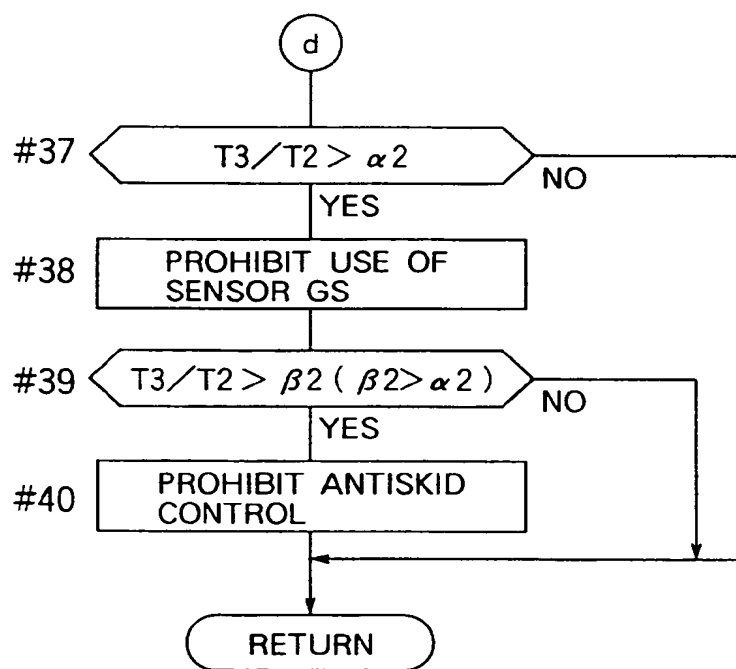 d
#37
T3/T2> α2
NO
YES
#38
PROHIBIT USE OF
SENSOR GS
#39
T3/T2> β2 ( β2> α2 )
NO
YES
#40
PROHIBIT ANTISKID
CONTROL
RETURN